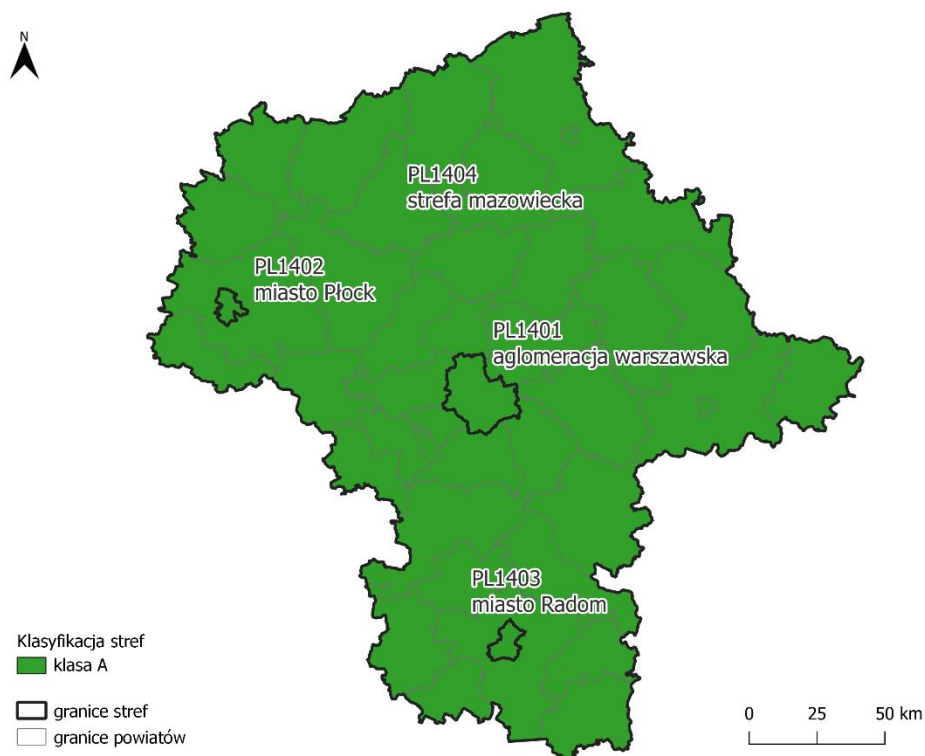 N
PL1404
strefa mazowiecka
PL1402
miasto Płock
PL1401
aglomeracja warszawska
PL1403
miasto Radom
Klasyfikacja stref
klasa A
granice stref
granice powiatów
0 25 50 km